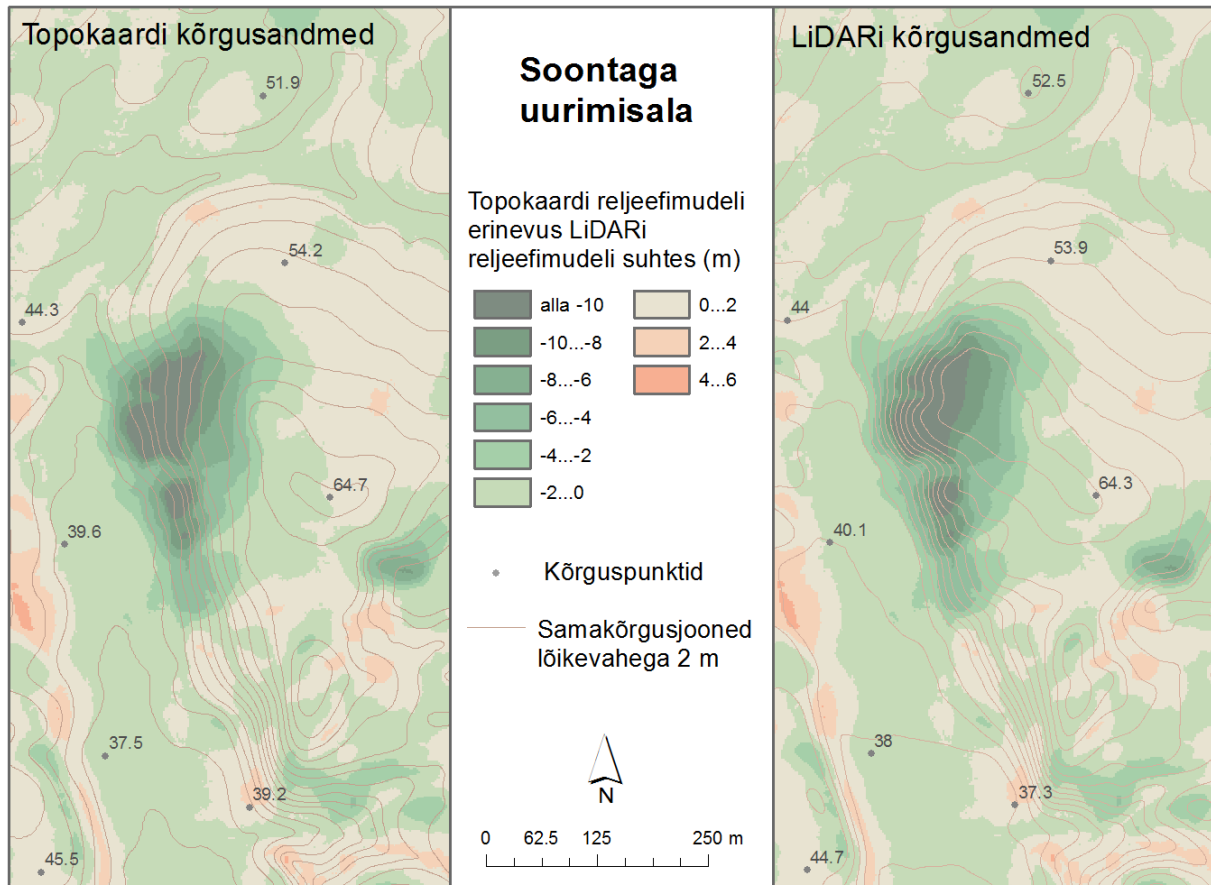 Topokaardi kõrgusandmed
51.9
54.2
44.3
64.7
39.6
37.5
39.2
45.5
Soontaga
uurimisala
Topokaardi reljeefimudeli
erinevus LiDARi
reljeefimudeli suhtes (m)
alla -10
-10...-8
-8...-6
-6...-4
-4...-2
-2...0
0...2
2...4
4...6
Kõrguspunktid
Samakõrgusjooned
lõikevahega 2 m
N
0 62.5 125 250 m
LiDARi kõrgusandmed
52.5
53.9
44
64.3
40.1
38
37.3
44.7